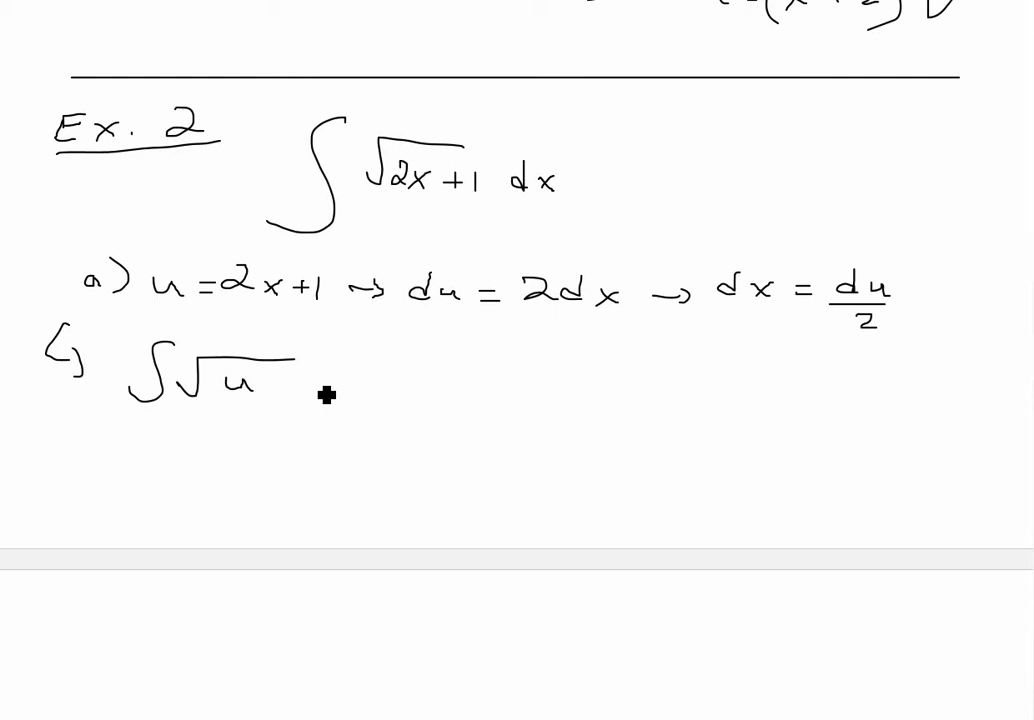 Ex. 2 ∫ √2x+1 dx
a) u = 2x+1 → du = 2dx → dx = du/2
↳ ∫ √u